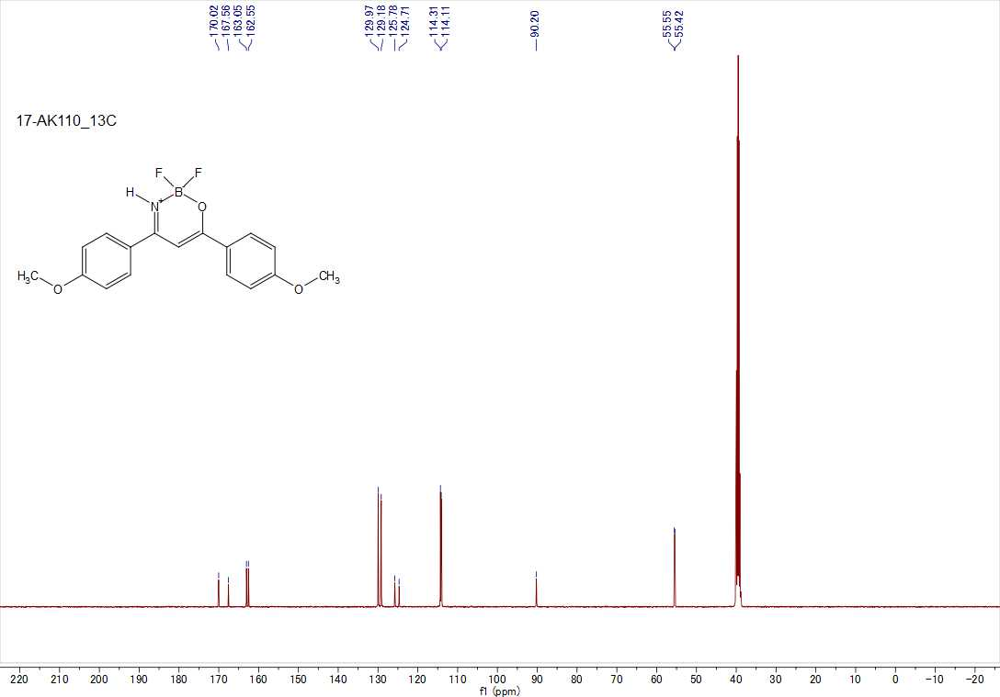 170.02
167.56
163.05
162.55
129.97
129.18
125.78
124.71
114.31
114.11
90.20
55.55
55.42
17-AK110_13C
F F
H B
N+ O
H3C O
O CH3
220 210 200 190 180 170 160 150 140 130 120 110 100 90 80 70 60 50 40 30 20 10 0 -10 -20
f1 (ppm)